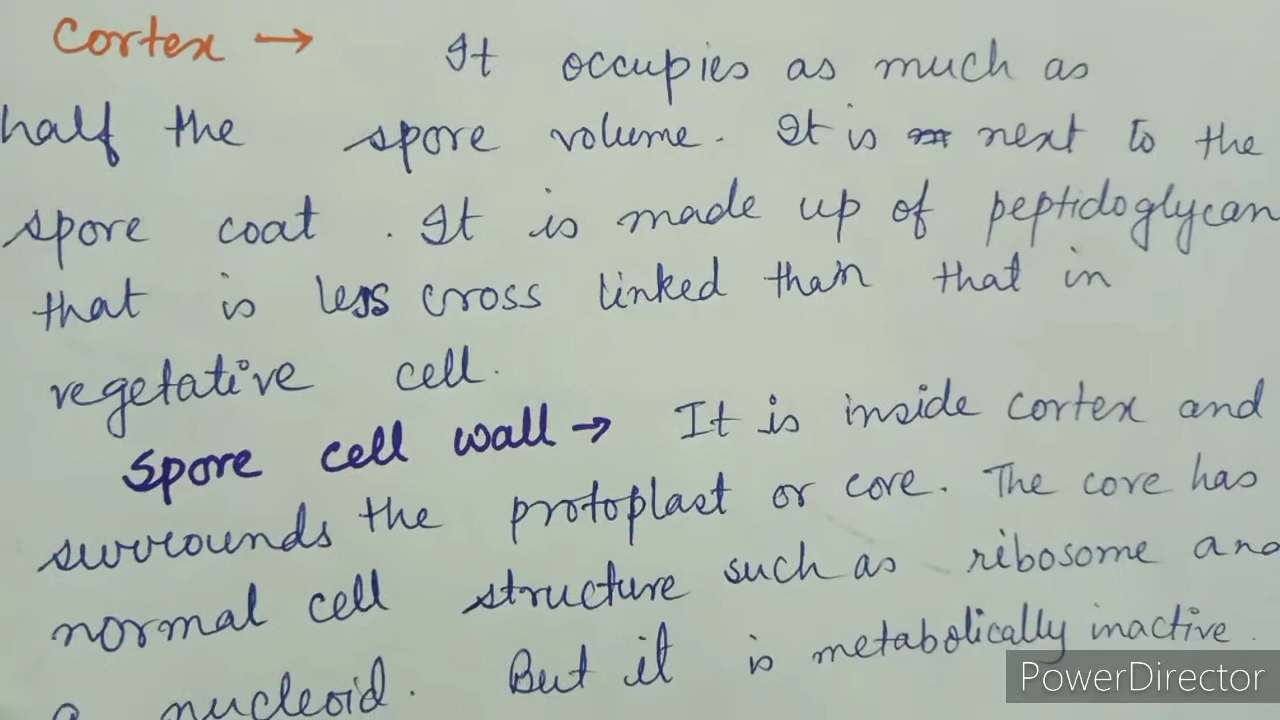 Cortex → It occupies as much as
half the spore volume. It is next to the
spore coat. It is made up of peptidoglycan
that is less cross linked than that in
vegetative cell.
Spore cell wall → It is inside cortex and
surrounds the protoplast or core. The core has
normal cell structure such as ribosome and
a nucleoid. But it is metabolically inactive.
PowerDirector